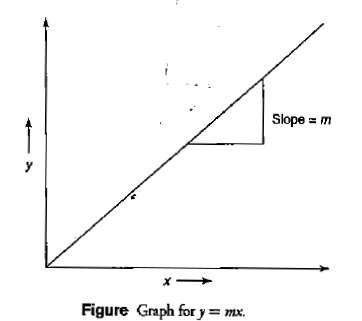 Slope = m
y
x
Figure Graph for y = mx.